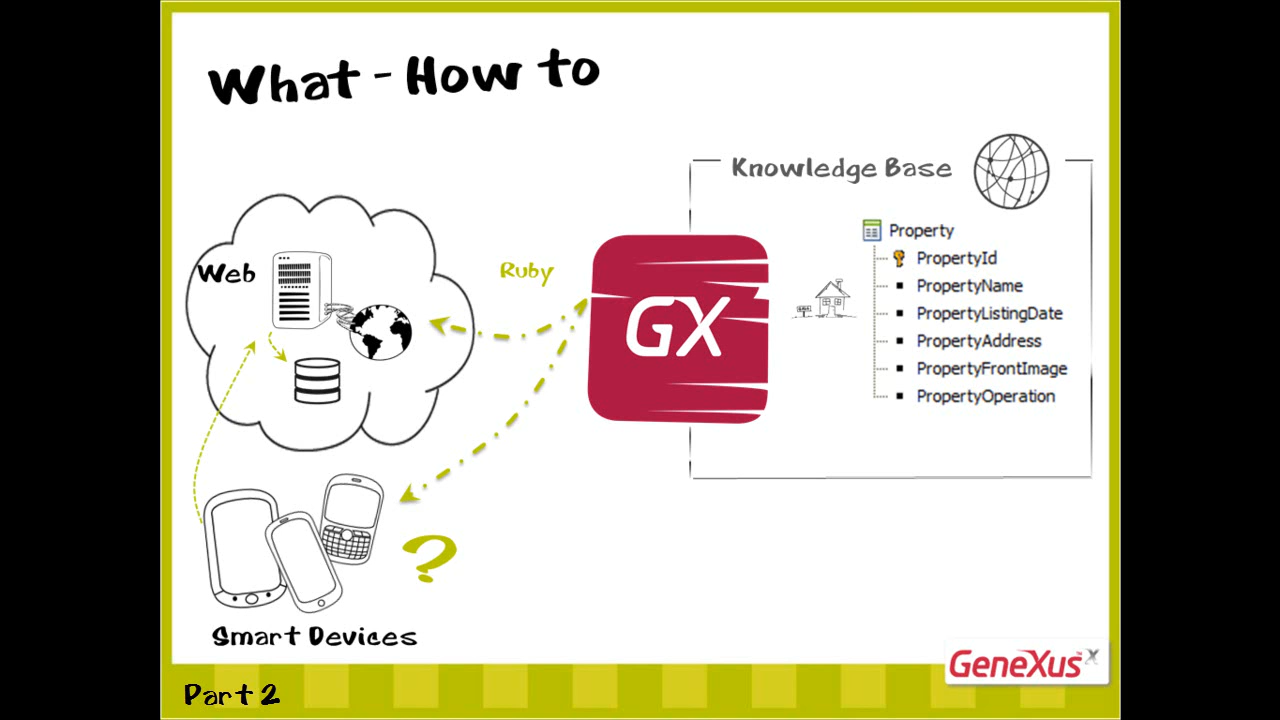 What - How to
Knowledge Base
Property
PropertyId
PropertyName
PropertyListingDate
PropertyAddress
PropertyFrontImage
PropertyOperation
Web
Ruby
GX
?
Smart Devices
GeneXus X
Part 2